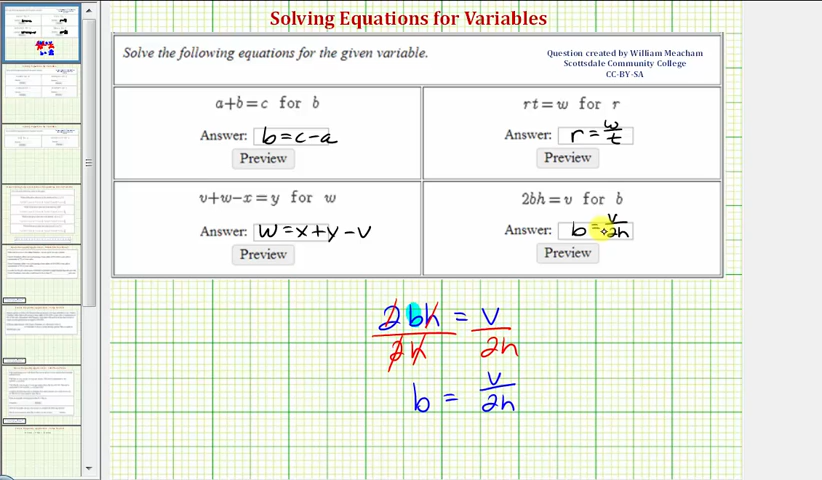 Solving Equations for Variables
Solve the following equations for the given variable.
Question created by William Meacham
Scottsdale Community College
CC-BY-SA
a+b=c for b
Answer: b=c-a
Preview
rt=w for r
Answer: r=w/t
Preview
v+w-x=y for w
Answer: w=x+y-v
Preview
2bh=v for b
Answer: b=v/2h
Preview
2bh = v
2h 2h
b = v/2h